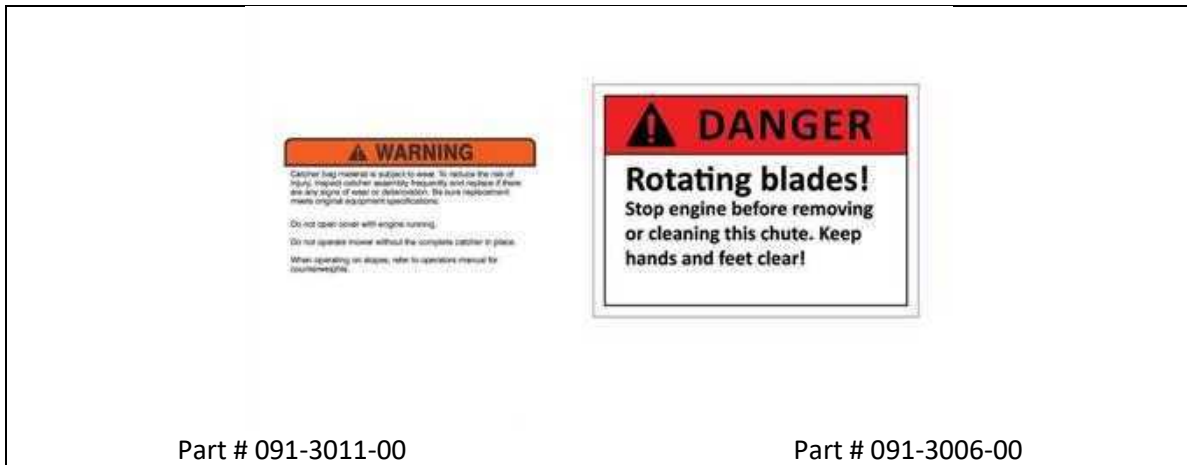 WARNING
Catcher bag material is subject to wear. To reduce the risk of
injury, inspect catcher assembly frequently and replace if there
are any signs of wear or deterioration. Be sure replacement
meets original equipment specifications.
Do not open cover with engine running.
Do not operate mower without the complete catcher in place.
When operating on slopes, refer to operators manual for
counterweights.
DANGER
Rotating blades!
Stop engine before removing
or cleaning this chute. Keep
hands and feet clear!
Part # 091-3011-00
Part # 091-3006-00